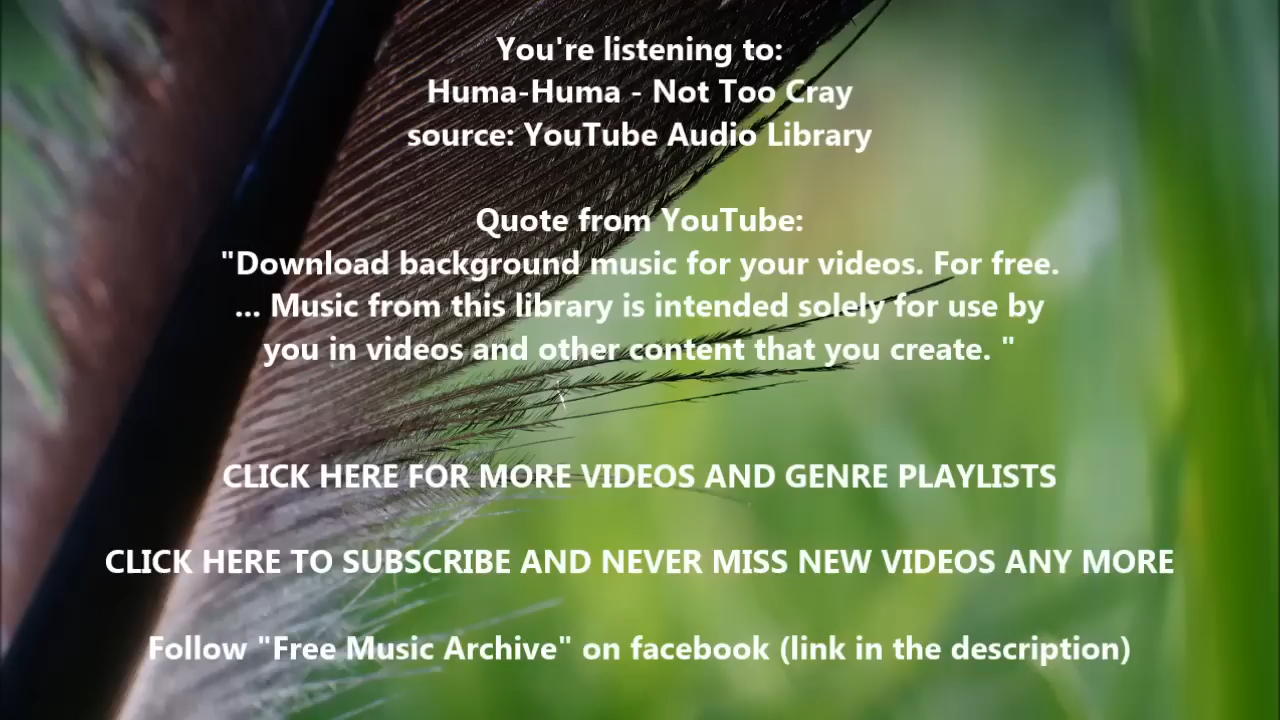 You're listening to:
Huma-Huma - Not Too Cray
source: YouTube Audio Library
Quote from YouTube:
"Download background music for your videos. For free.
... Music from this library is intended solely for use by
you in videos and other content that you create. "
CLICK HERE FOR MORE VIDEOS AND GENRE PLAYLISTS
CLICK HERE TO SUBSCRIBE AND NEVER MISS NEW VIDEOS ANY MORE
Follow "Free Music Archive" on facebook (link in the description)